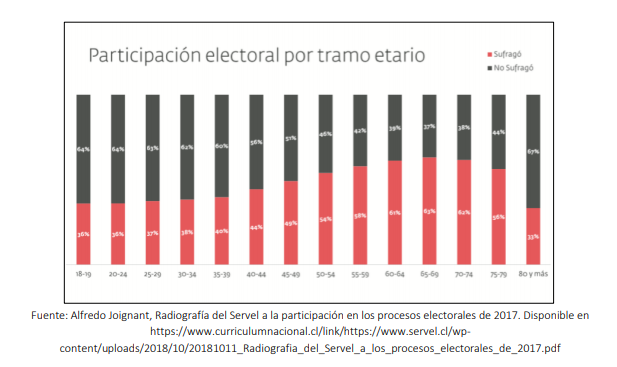 Participación electoral por tramo etario
Sufragó
No Sufragó
64% 64% 63% 62% 60% 56% 51% 46% 42% 39% 37% 38% 44% 67%
36% 36% 37% 38% 40% 44% 49% 54% 58% 61% 63% 62% 56% 33%
18-19 20-24 25-29 30-34 35-39 40-44 45-49 50-54 55-59 60-64 65-69 70-74 75-79 80 y más
Fuente: Alfredo Joignant, Radiografía del Servel a la participación en los procesos electorales de 2017. Disponible en
https://www.curriculumnacional.cl/link/https://www.servel.cl/wp-
content/uploads/2018/10/20181011_Radiografia_del_Servel_a_los_procesos_electorales_de_2017.pdf